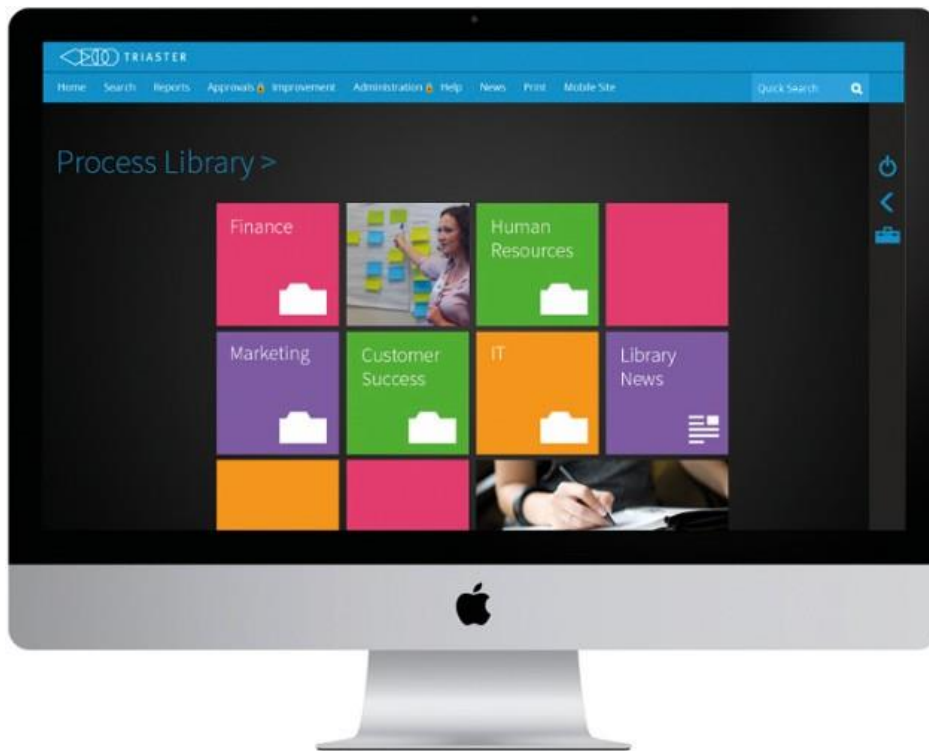 TRIASTER
Home Search Reports Approvals Improvement Administration Help News Print Mobile Site Quick Search
Process Library >
Finance
Human
Resources
Marketing
Customer
Success
IT
Library
News